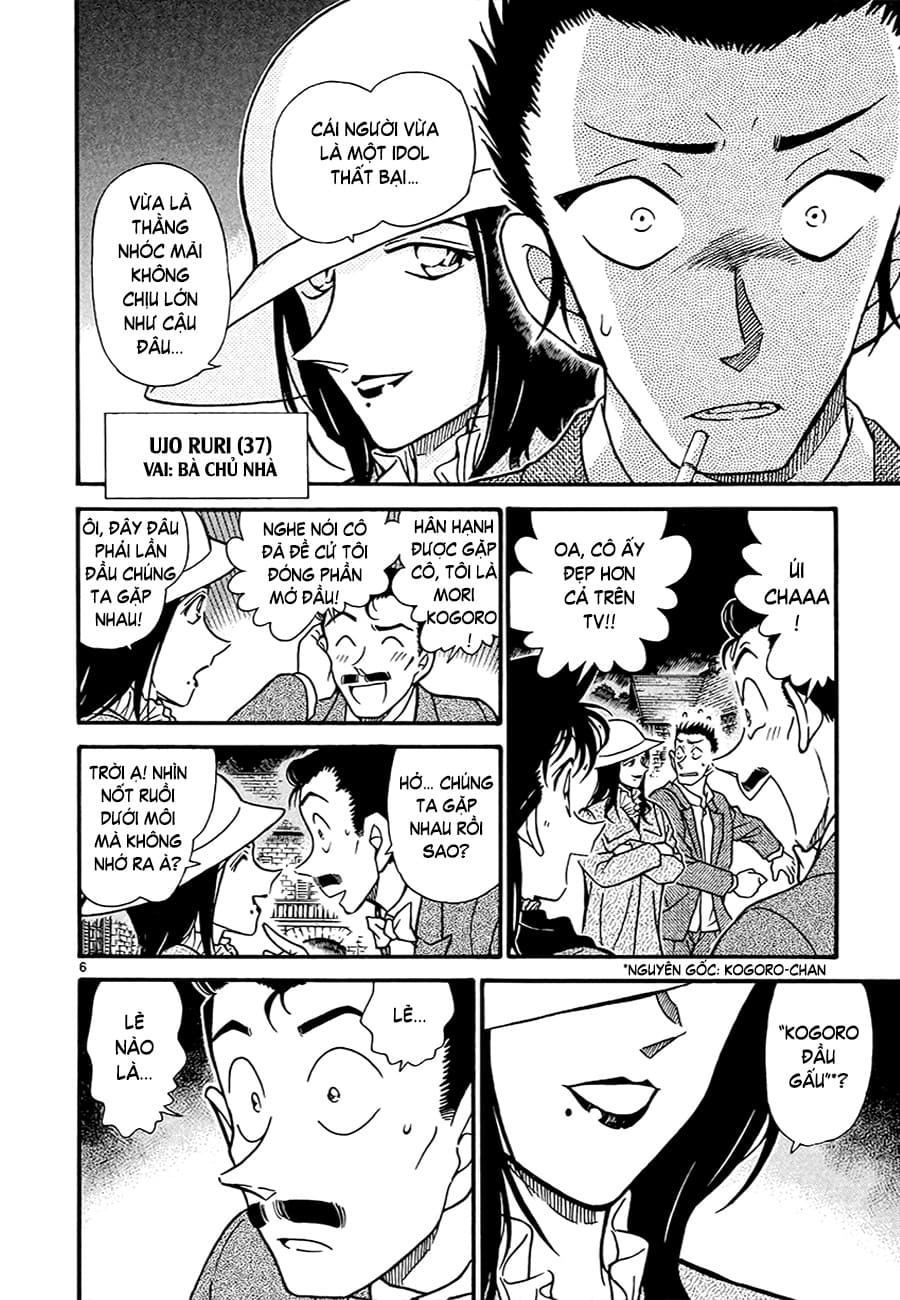 CÁI NGƯỜI VỪA
LÀ MỘT IDOL
THẤT BẠI...
VỪA LÀ
THẰNG
NHÓC MÃI
KHÔNG
CHỊU LỚN
NHƯ CẬU
ĐÂU...
UJO RURI (37)
VAI: BÀ CHỦ NHÀ
ÚI
CHAAA
!
OA, CÔ ẤY
ĐẸP HƠN
CẢ TRÊN
TV!!
HÂN HẠNH
ĐƯỢC GẶP
CÔ, TÔI LÀ
MORI
KOGORO
!
NGHE NÓI CÔ
ĐÃ ĐỀ CỬ TÔI
ĐÓNG PHẦN
MỞ ĐẦU!
ÔI, ĐÂY ĐÂU
PHẢI LẦN
ĐẦU CHÚNG
TA GẶP
NHAU!
HỞ... CHÚNG
TA GẶP
NHAU RỒI
SAO?
TRỜI Ạ! NHÌN
NỐT RUỒI
DƯỚI MÔI
MÀ KHÔNG
NHỚ RA À?
6
*NGUYÊN GỐC: KOGORO-CHAN
"KOGORO
ĐẦU
GẤU"*?
LẼ...
LẼ
NÀO
LÀ...